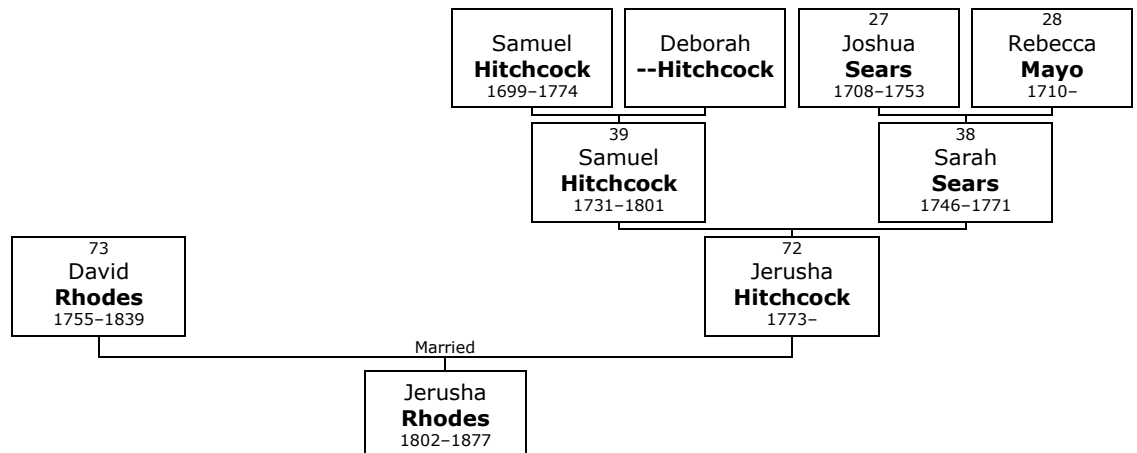 Samuel
Hitchcock
1699–1774
Deborah
--Hitchcock
27
Joshua
Sears
1708–1753
28
Rebecca
Mayo
1710–
39
Samuel
Hitchcock
1731–1801
38
Sarah
Sears
1746–1771
73
David
Rhodes
1755–1839
72
Jerusha
Hitchcock
1773–
Married
Jerusha
Rhodes
1802–1877